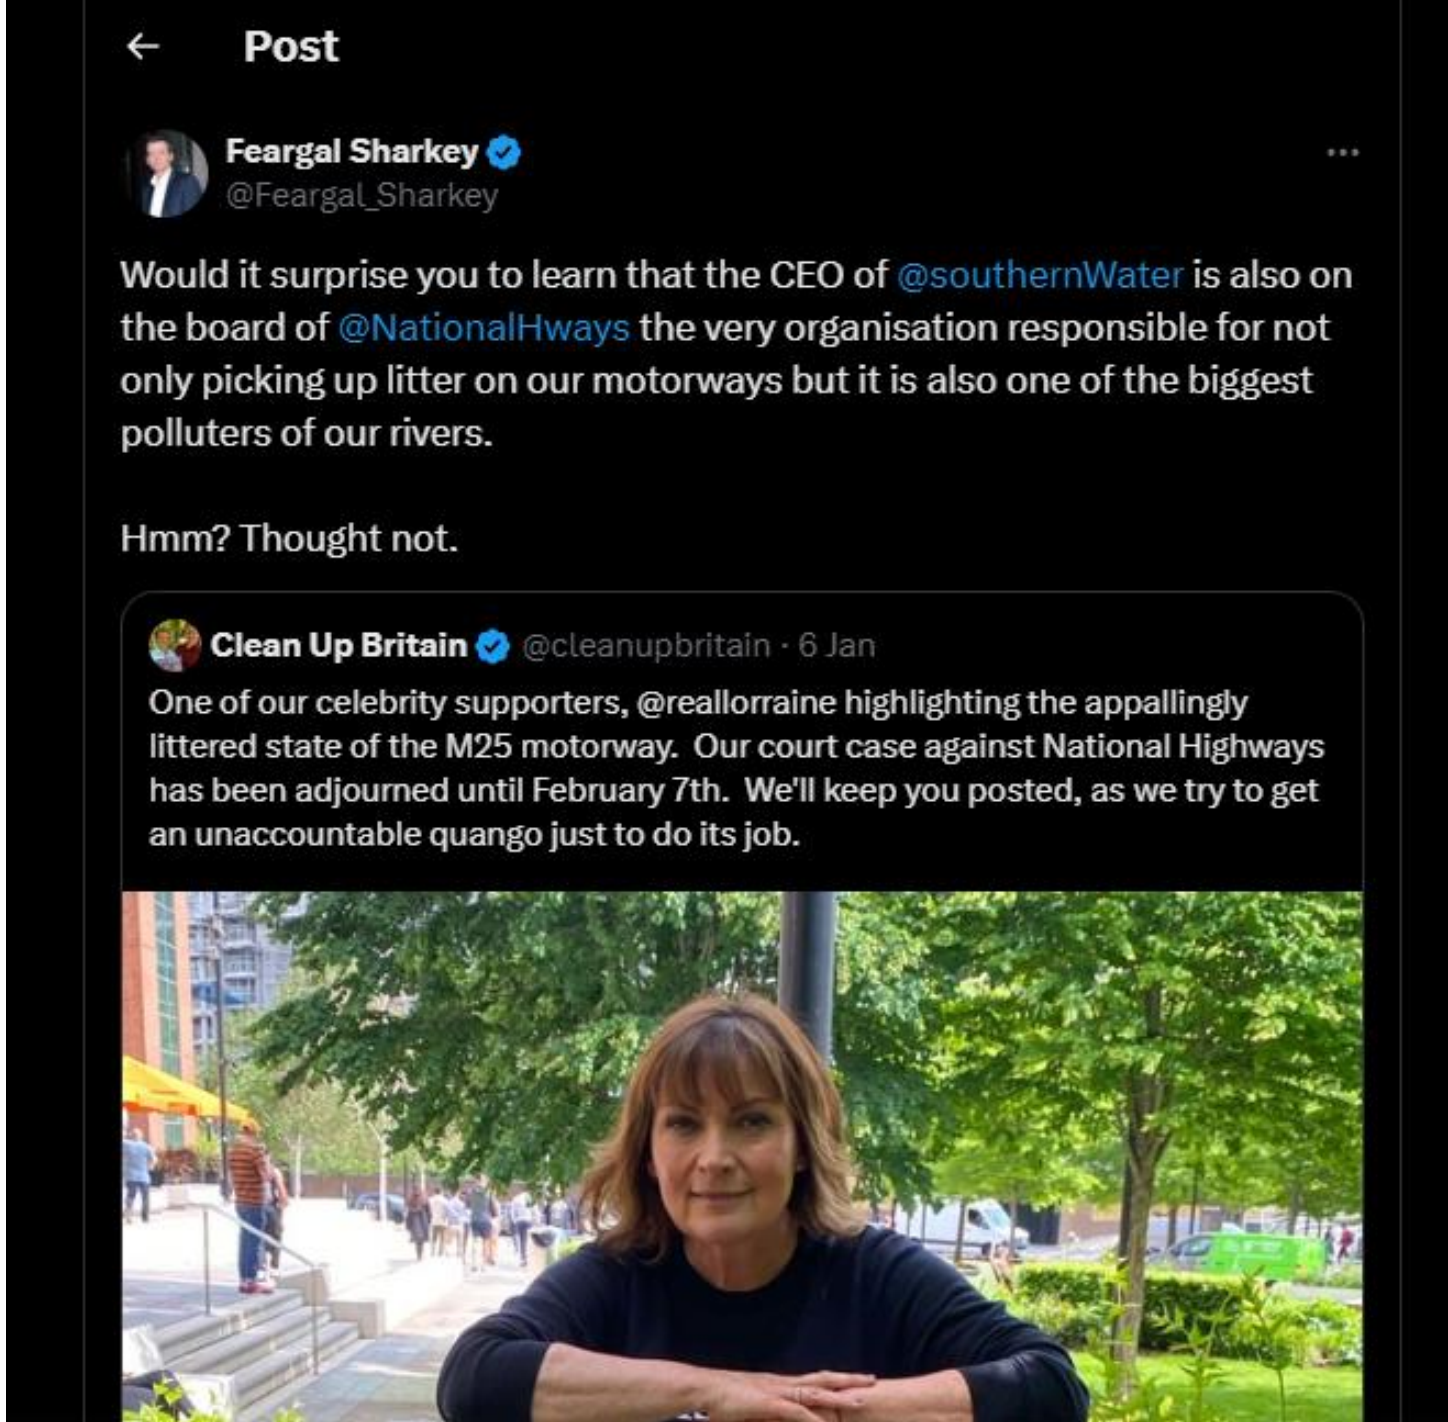 Post
Feargal Sharkey
@Feargal_Sharkey
Would it surprise you to learn that the CEO of @southernWater is also on
the board of @NationalHways the very organisation responsible for not
only picking up litter on our motorways but it is also one of the biggest
polluters of our rivers.
Hmm? Thought not.
Clean Up Britain @cleanupbritain · 6 Jan
One of our celebrity supporters, @reallorraine highlighting the appallingly
littered state of the M25 motorway.  Our court case against National Highways
has been adjourned until February 7th.  We'll keep you posted, as we try to get
an unaccountable quango just to do its job.